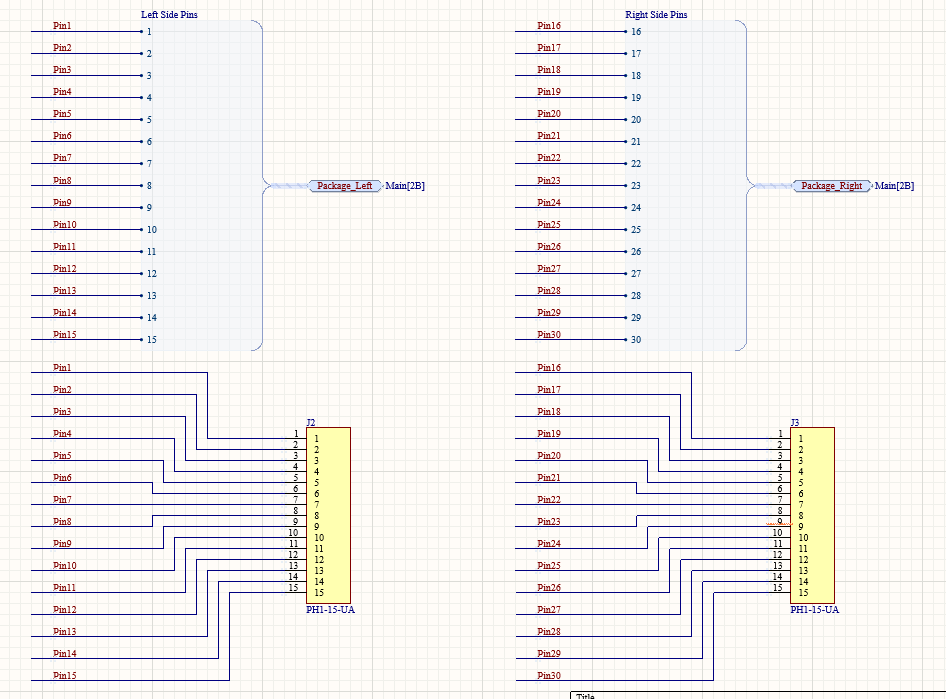 Left Side Pins
Pin1 1
Pin2 2
Pin3 3
Pin4 4
Pin5 5
Pin6 6
Pin7 7
Pin8 8
Pin9 9
Pin10 10
Pin11 11
Pin12 12
Pin13 13
Pin14 14
Pin15 15
Package_Left Main[2B]
Right Side Pins
Pin16 16
Pin17 17
Pin18 18
Pin19 19
Pin20 20
Pin21 21
Pin22 22
Pin23 23
Pin24 24
Pin25 25
Pin26 26
Pin27 27
Pin28 28
Pin29 29
Pin30 30
Package_Right Main[2B]
Pin1
Pin2
Pin3
Pin4
Pin5
Pin6
Pin7
Pin8
Pin9
Pin10
Pin11
Pin12
Pin13
Pin14
Pin15
J2
1 1
2 2
3 3
4 4
5 5
6 6
7 7
8 8
9 9
10 10
11 11
12 12
13 13
14 14
15 15
PH1-15-UA
Pin16
Pin17
Pin18
Pin19
Pin20
Pin21
Pin22
Pin23
Pin24
Pin25
Pin26
Pin27
Pin28
Pin29
Pin30
J3
1 1
2 2
3 3
4 4
5 5
6 6
7 7
8 8
9 9
10 10
11 11
12 12
13 13
14 14
15 15
PH1-15-UA
Title